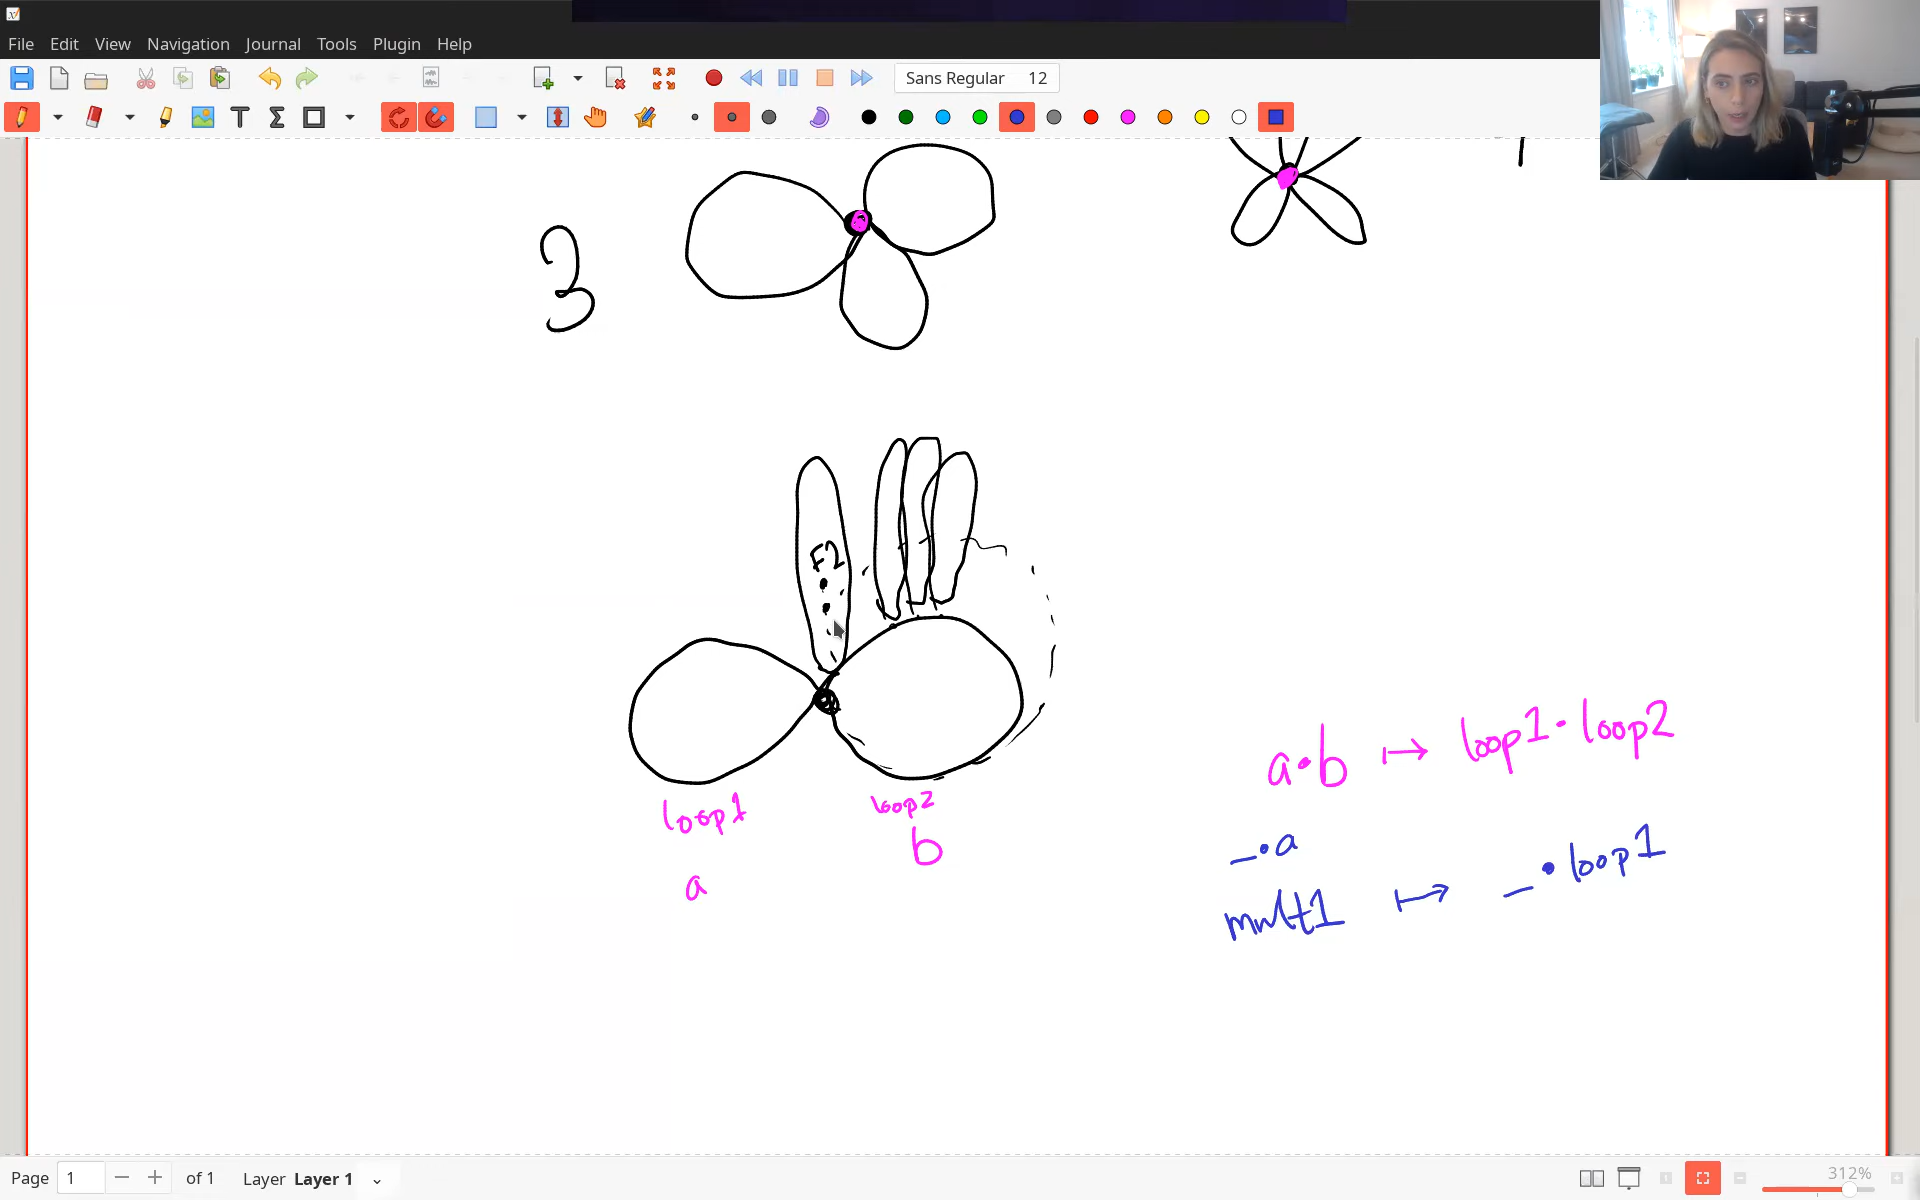 File Edit View Navigation Journal Tools Plugin Help
Sans Regular 12
3
F2
loop1
loop2
a
b
a•b ↦ loop1•loop2
_•a
mult1 ↦ _•loop1
Page 1 of 1 Layer Layer 1
312%